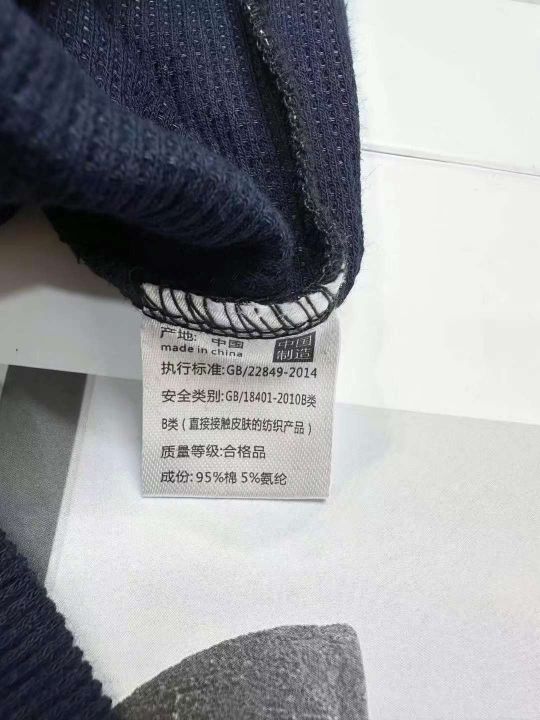 产地: 中国
made in china
中国
制造
执行标准:GB/22849-2014
安全类别:GB/18401-2010B类
B类（直接接触皮肤的纺织产品）
质量等级:合格品
成份: 95%棉 5%氨纶